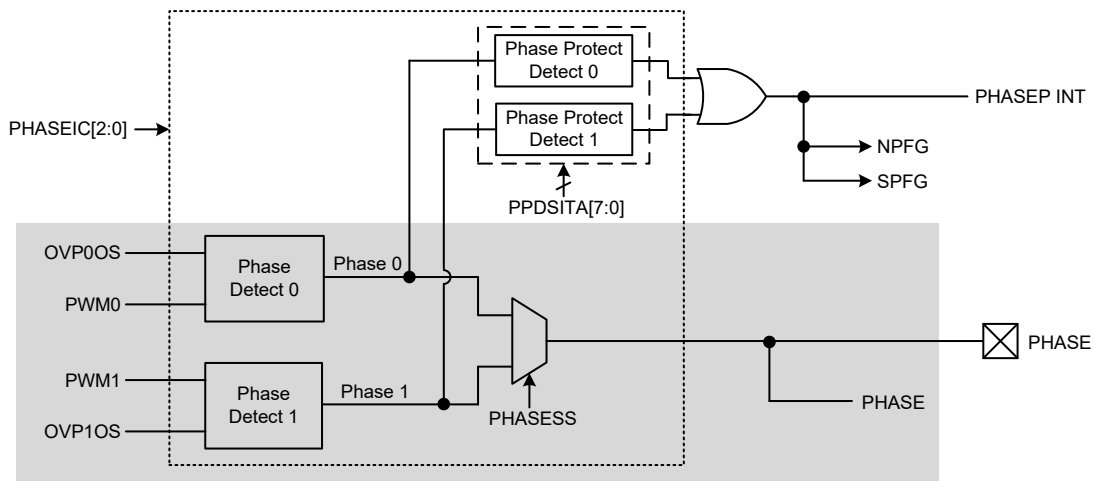 Phase Protect
Detect 0
PHASEIC[2:0]
PHASEP INT
Phase Protect
Detect 1
NPFG
SPFG
PPDSITA[7:0]
OVP0OS
Phase
Detect 0
Phase 0
PWM0
PHASE
PWM1
Phase
Detect 1
Phase 1
PHASESS
PHASE
OVP1OS